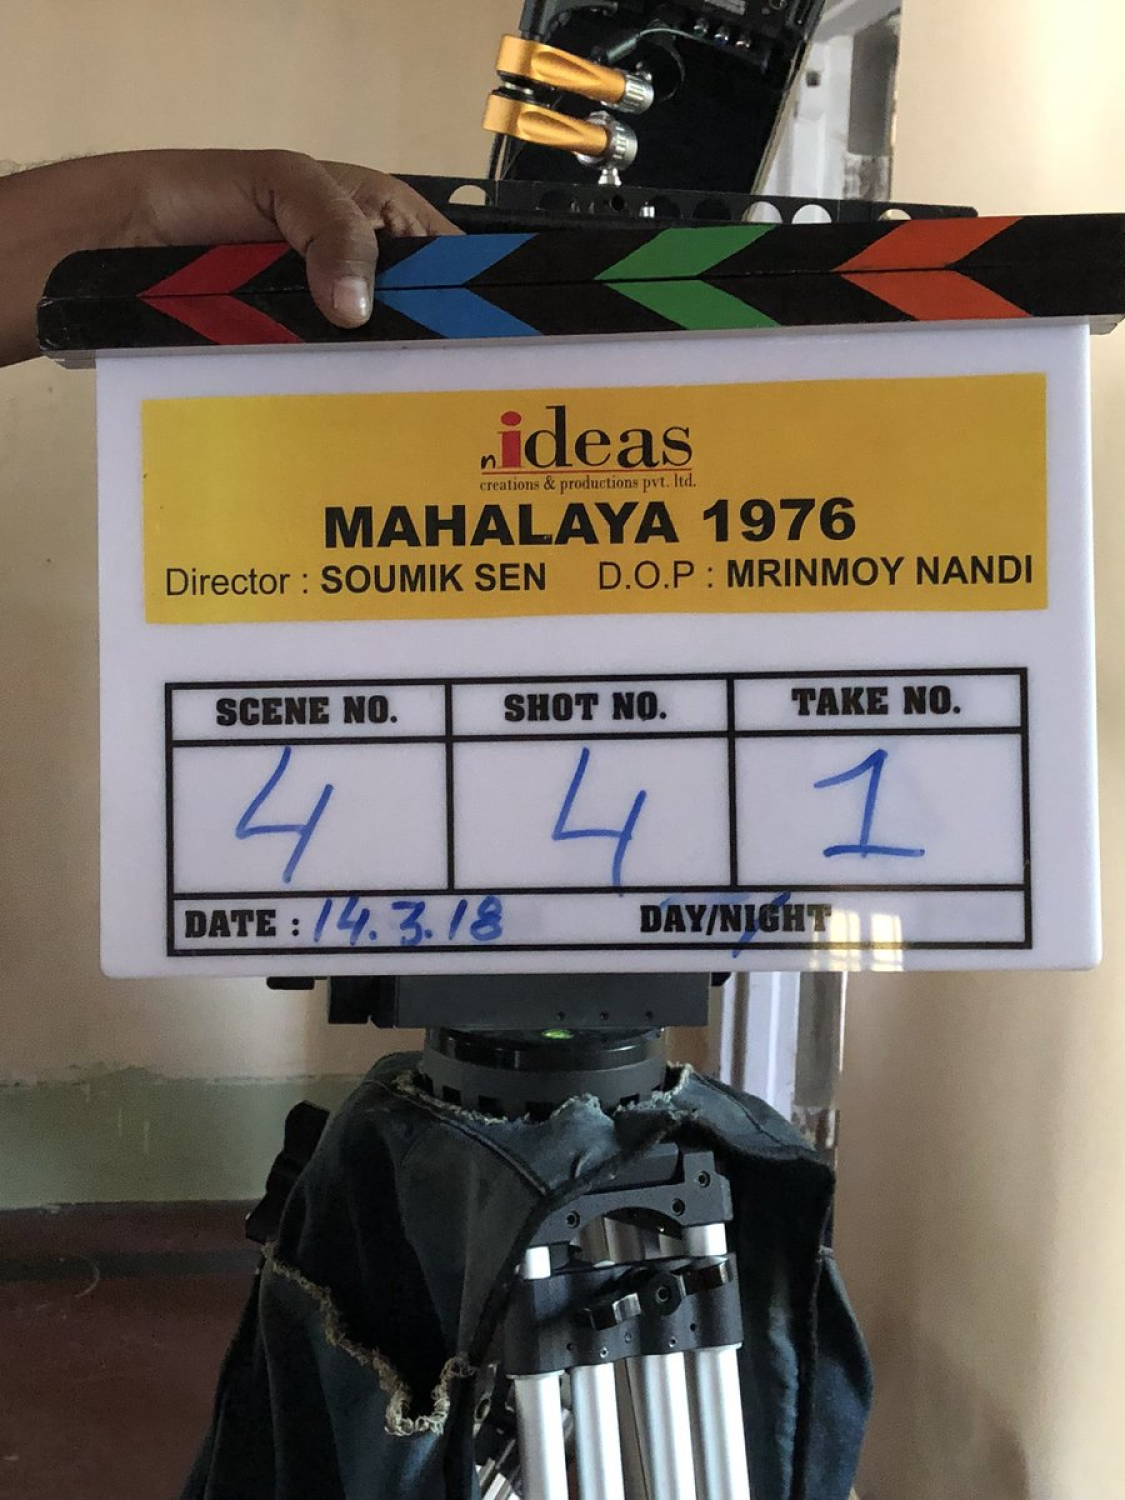 nideas
creations & productions pvt. ltd.
MAHALAYA 1976
Director : SOUMIK SEN D.O.P : MRINMOY NANDI
SCENE NO. SHOT NO. TAKE NO.
4 4 1
DATE : 14.3.18 DAY/NIGHT